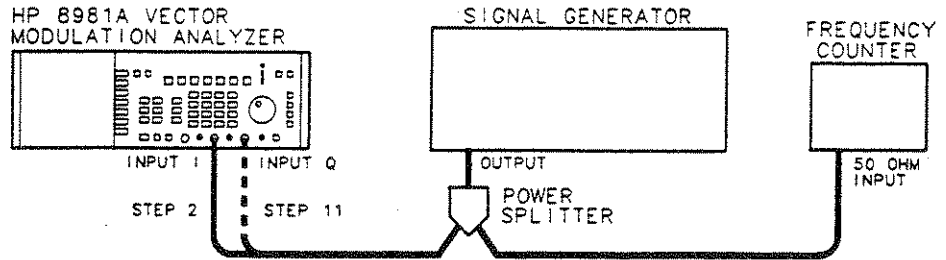 HP 8981A VECTOR
MODULATION ANALYZER
SIGNAL GENERATOR
FREQUENCY
COUNTER
INPUT I
INPUT Q
OUTPUT
50 OHM
INPUT
STEP 2
STEP 11
POWER
SPLITTER